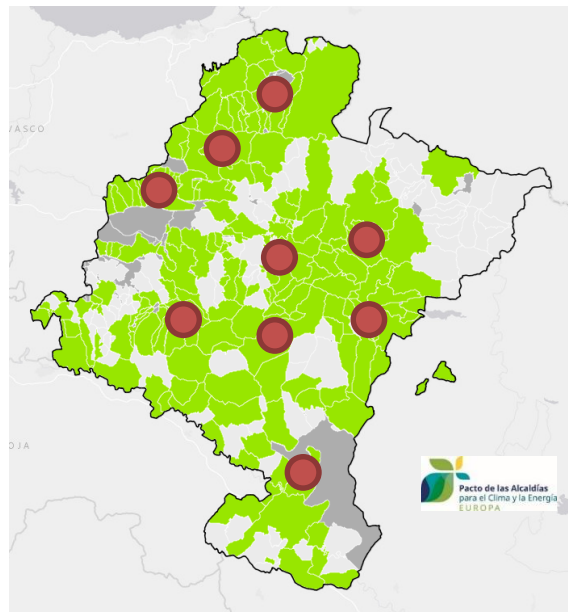 VASCO
OJA
Pacto de las Alcaldías
para el Clima y la Energía
EUROPA